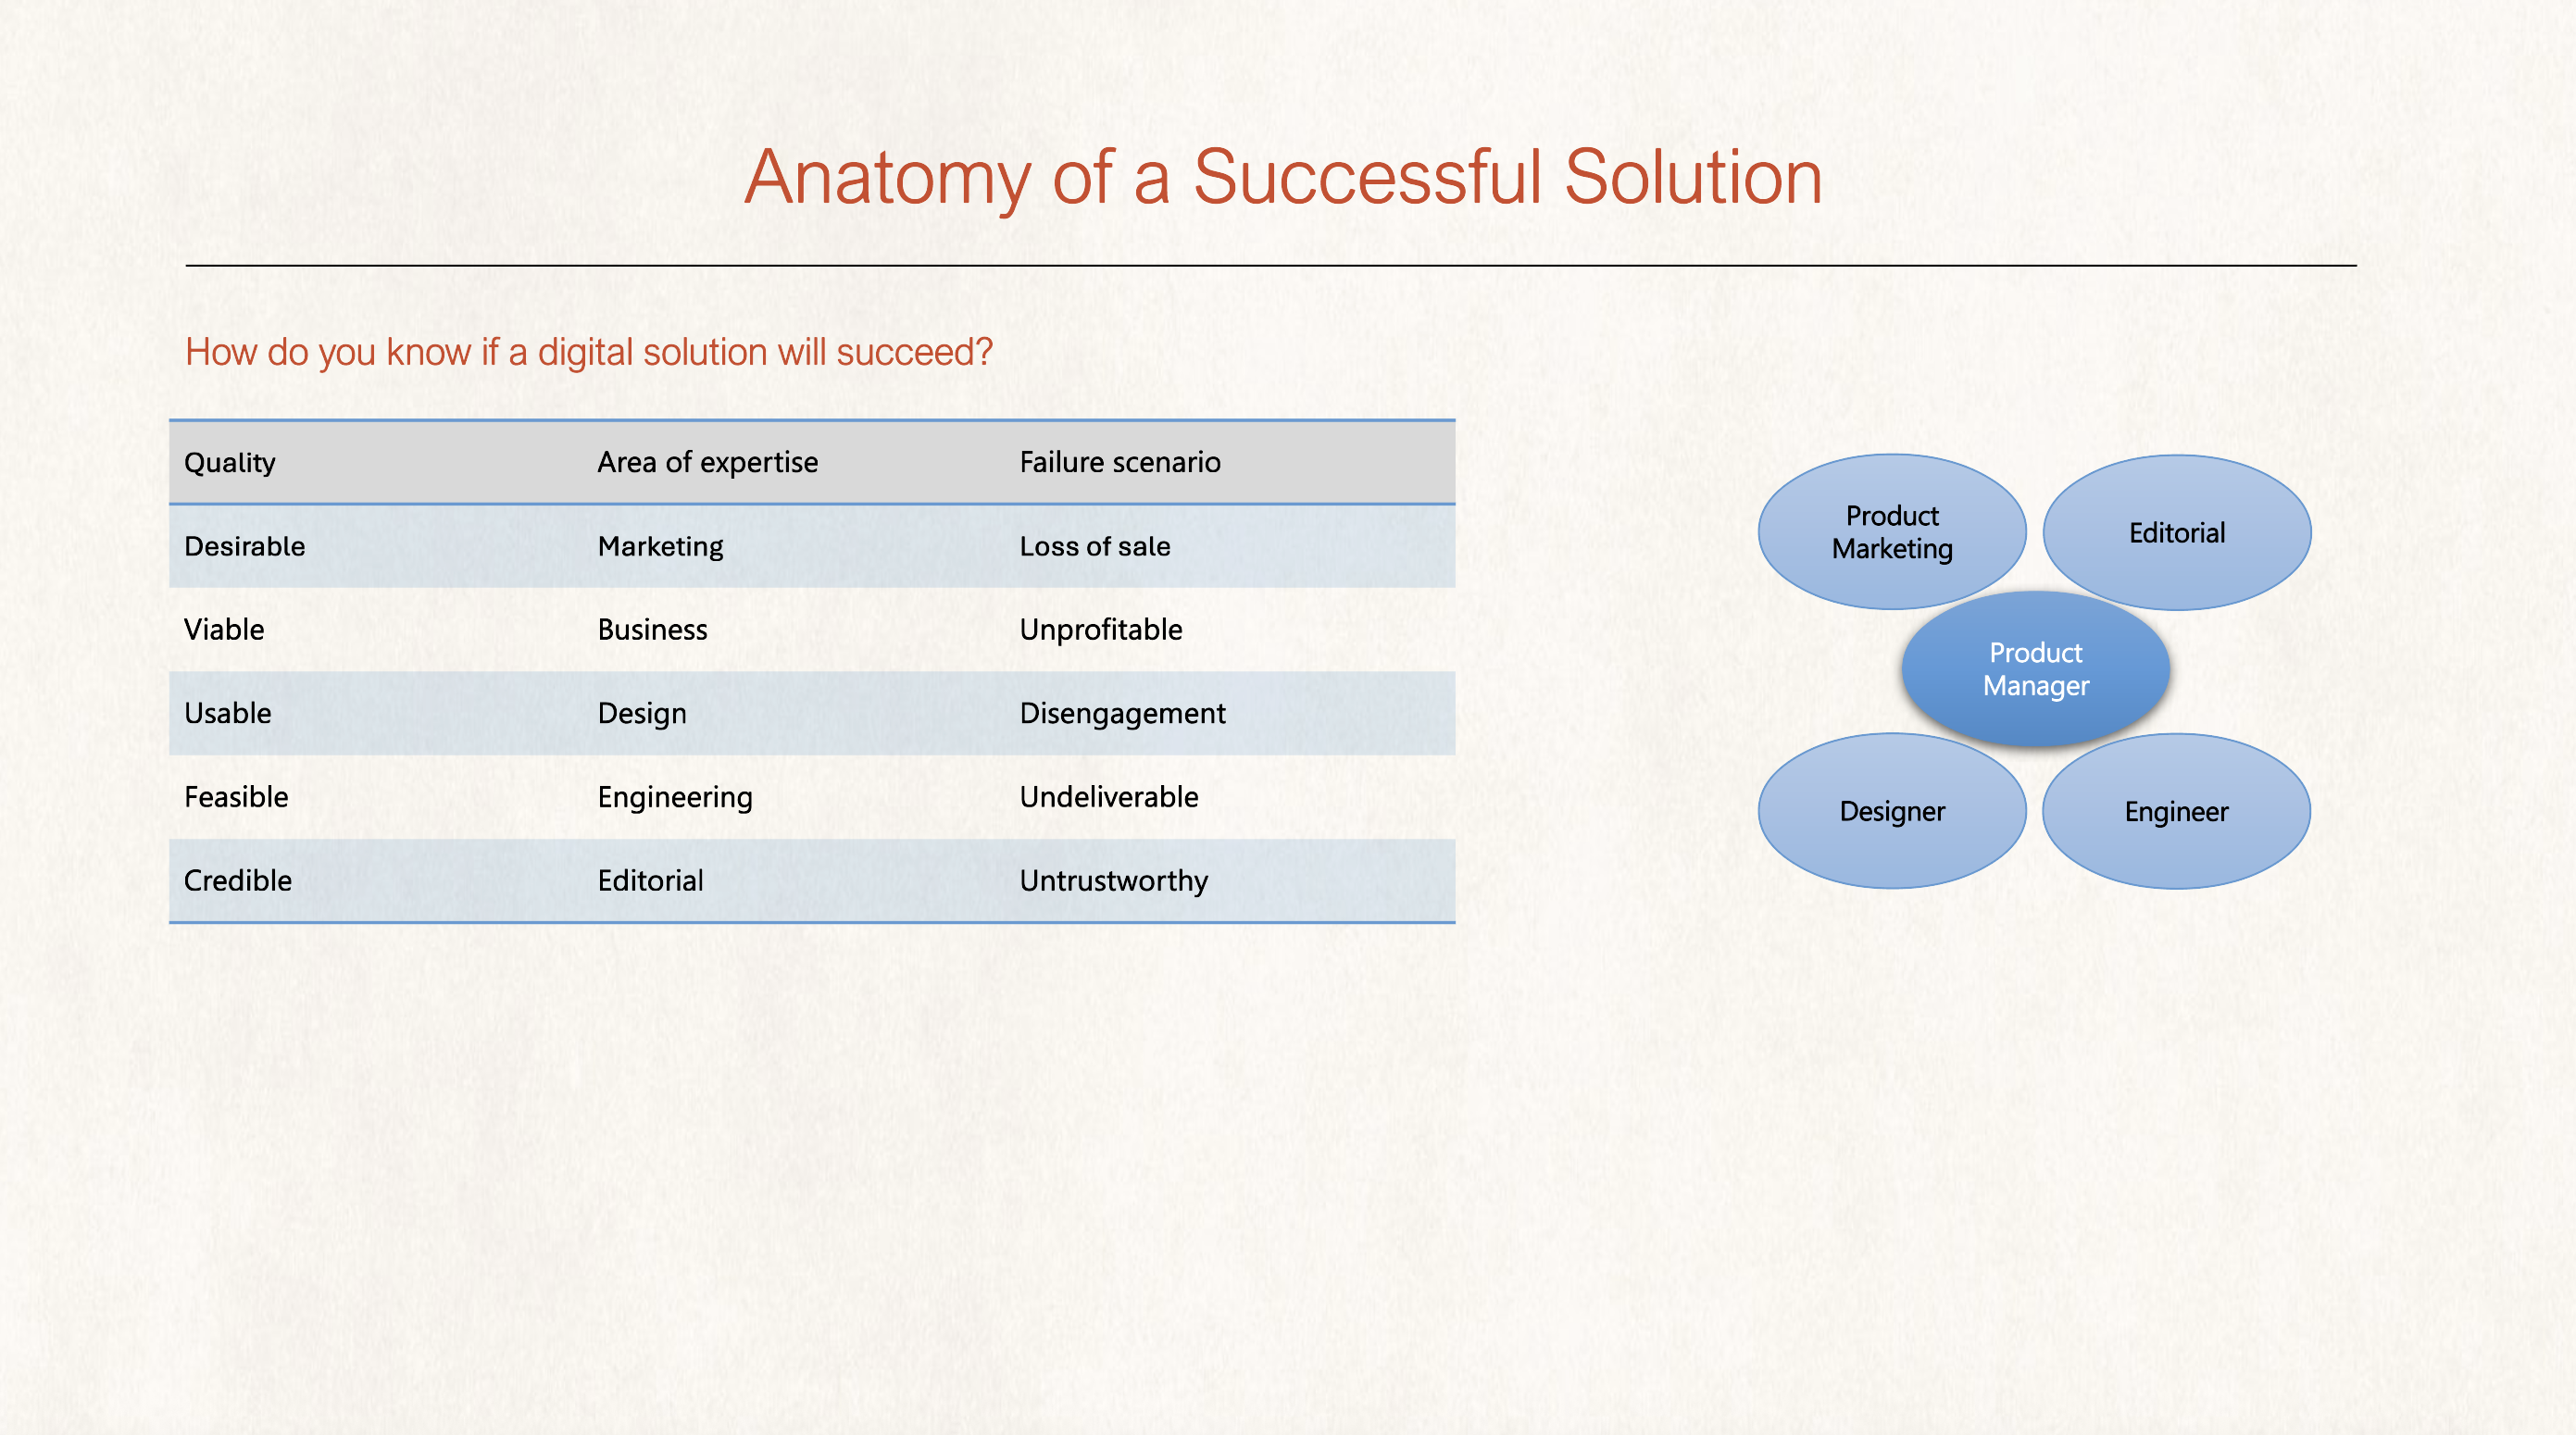 Anatomy of a Successful Solution
How do you know if a digital solution will succeed?
Quality Area of expertise Failure scenario
Desirable Marketing Loss of sale
Viable Business Unprofitable
Usable Design Disengagement
Feasible Engineering Undeliverable
Credible Editorial Untrustworthy
Product
Marketing
Editorial
Product
Manager
Designer
Engineer